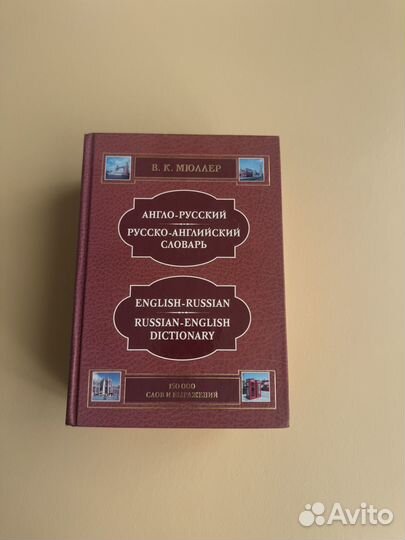 В. К. МЮЛЛЕР
АНГЛО-РУССКИЙ
РУССКО-АНГЛИЙСКИЙ
СЛОВАРЬ
ENGLISH-RUSSIAN
RUSSIAN-ENGLISH
DICTIONARY
150 000
СЛОВ И ВЫРАЖЕНИЙ
Avito